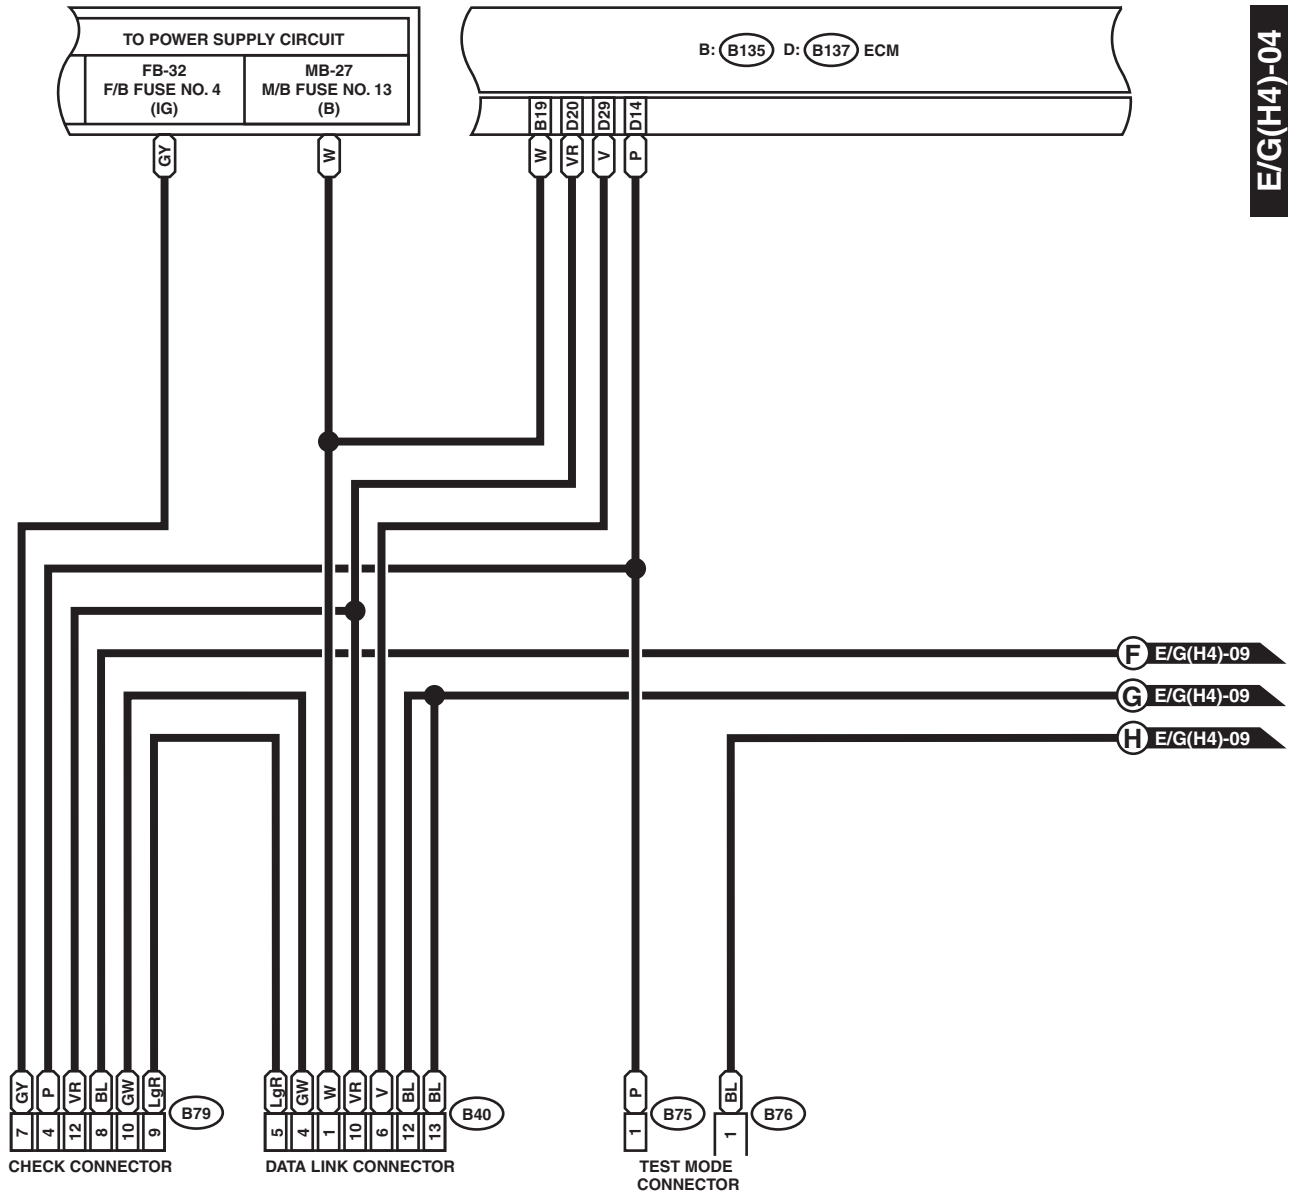 TO POWER SUPPLY CIRCUIT
FB-32
F/B FUSE NO. 4
(IG)
MB-27
M/B FUSE NO. 13
(B)
B: B135 D: B137 ECM
E/G(H4)-04
B19 D20 D29 D14
GY W W VR V P
F E/G(H4)-09
G E/G(H4)-09
H E/G(H4)-09
GY P VR BL GW LgR
7 4 12 8 10 9
B79
CHECK CONNECTOR
LgR GW W VR V BL BL
5 4 1 10 6 12 13
B40
DATA LINK CONNECTOR
P
1
B75
BL
1
B76
TEST MODE
CONNECTOR